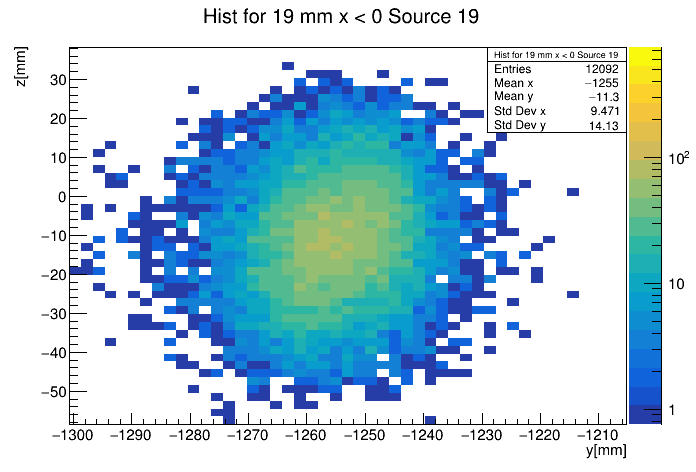 Hist for 19 mm x < 0 Source 19
z[mm]
Hist for 19 mm x < 0 Source 19
Entries 12092
Mean x −1255
Mean y −11.3
Std Dev x 9.471
Std Dev y 14.13
30
20
10
0
−10
−20
−30
−40
−50
10²
10
1
−1300 −1290 −1280 −1270 −1260 −1250 −1240 −1230 −1220 −1210
y[mm]